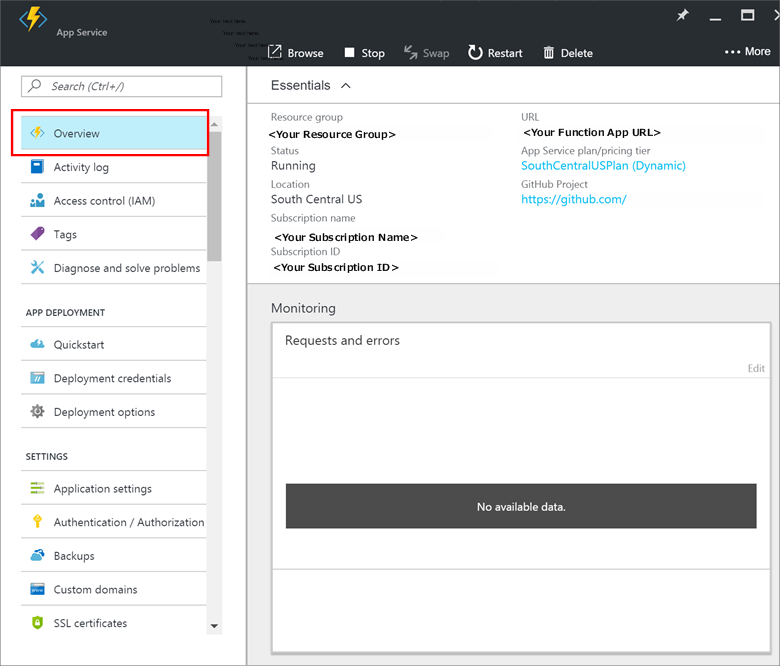 App Service
Your text here.
Your text here.
Your text here.
Browse
Stop
Swap
Restart
Delete
More
Search (Ctrl+/)
Overview
Activity log
Access control (IAM)
Tags
Diagnose and solve problems
APP DEPLOYMENT
Quickstart
Deployment credentials
Deployment options
SETTINGS
Application settings
Authentication / Authorization
Backups
Custom domains
SSL certificates
Essentials
Resource group
<Your Resource Group>
Status
Running
Location
South Central US
Subscription name
<Your Subscription Name>
Subscription ID
<Your Subscription ID>
URL
<Your Function App URL>
App Service plan/pricing tier
SouthCentralUSPlan (Dynamic)
GitHub Project
https://github.com/
Monitoring
Requests and errors
Edit
No available data.